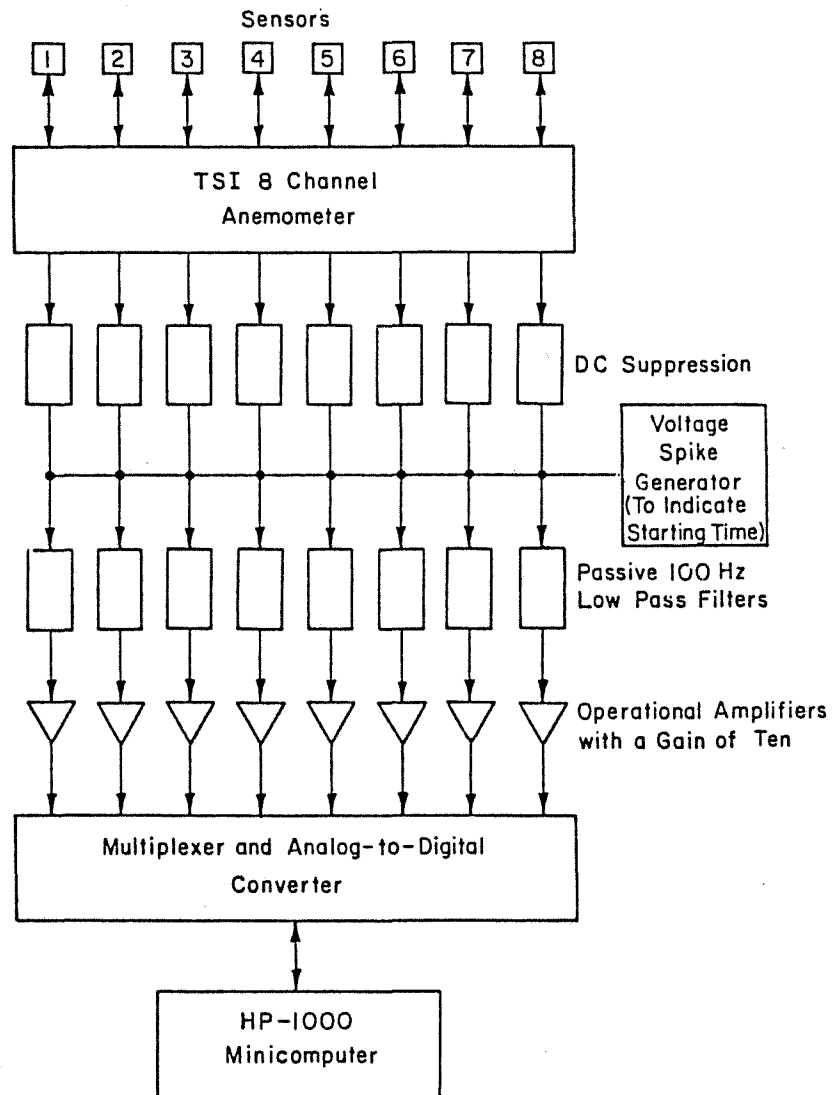 Sensors
1 2 3 4 5 6 7 8
TSI 8 Channel
Anemometer
DC Suppression
Voltage
Spike
Generator
(To Indicate
Starting Time)
Passive 100 Hz
Low Pass Filters
Operational Amplifiers
with a Gain of Ten
Multiplexer and Analog-to-Digital
Converter
HP-1000
Minicomputer